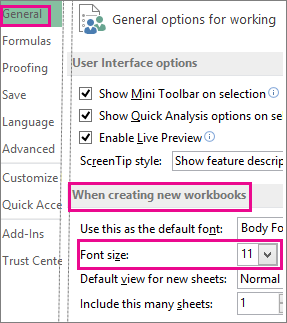 General
Formulas
Proofing
Save
Language
Advanced
Customize
Quick Acce
Add-Ins
Trust Cente
General options for working
User Interface options
Show Mini Toolbar on selection
Show Quick Analysis options on se
Enable Live Preview
ScreenTip style: Show feature descrip
When creating new workbooks
Use this as the default font: Body Fo
Font size: 11
Default view for new sheets: Normal
Include this many sheets: 1